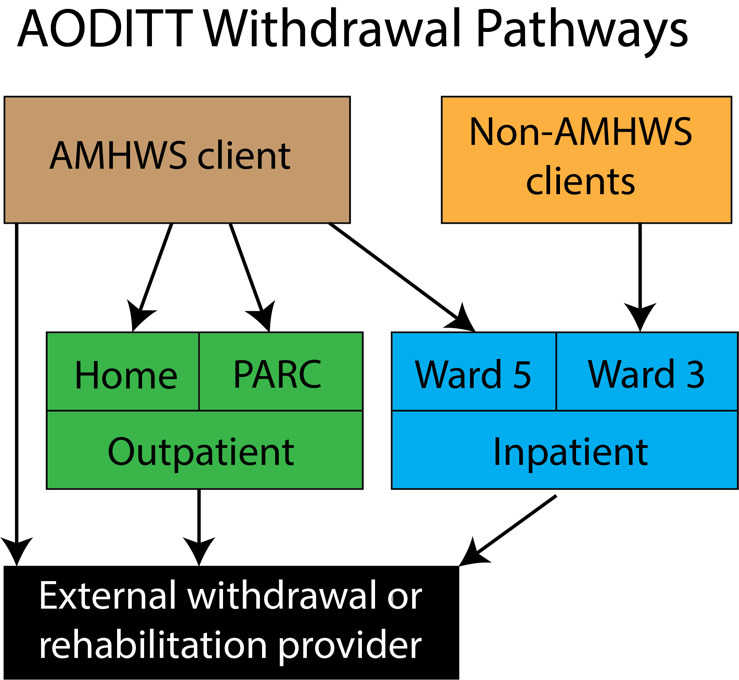 AODITT Withdrawal Pathways
AMHWS client
Non-AMHWS
clients
Home
PARC
Ward 5
Ward 3
Outpatient
Inpatient
External withdrawal or
rehabilitation provider